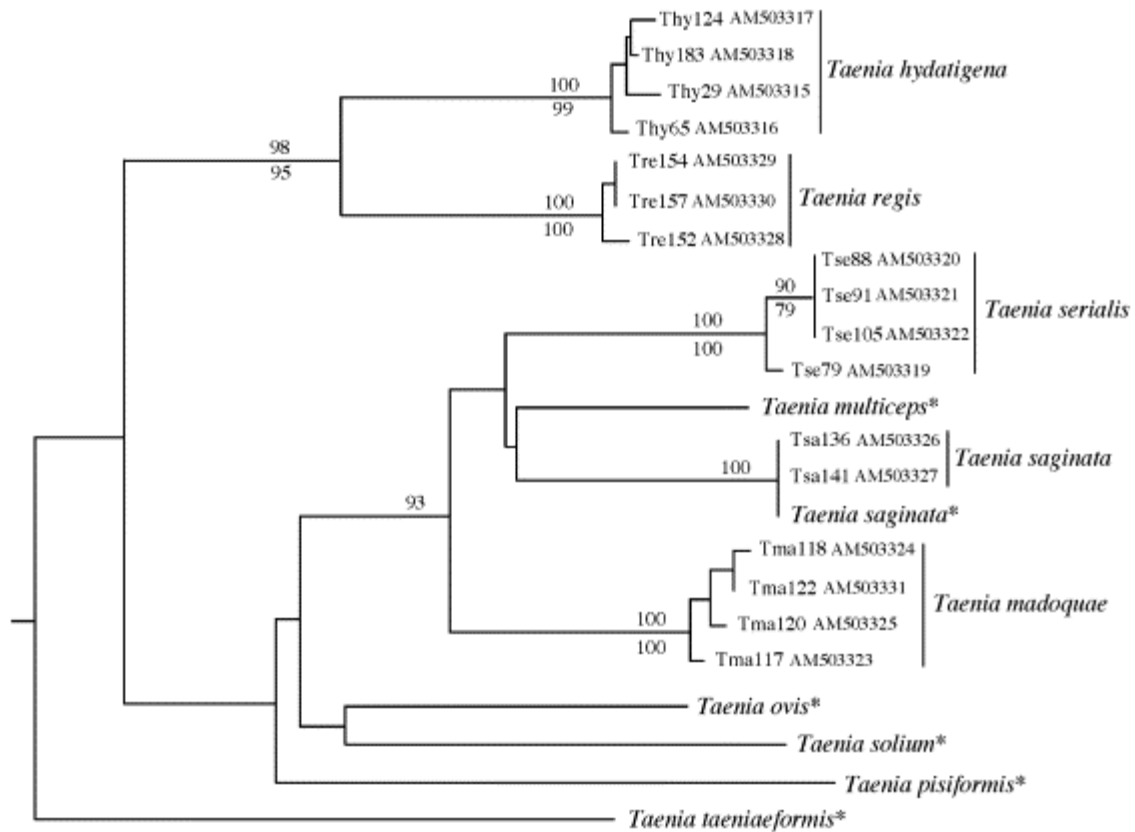 Thy124 AM503317
Thy183 AM503318
Taenia hydatigena
100
Thy29 AM503315
99
Thy65 AM503316
98
Tre154 AM503329
95
100
Tre157 AM503330
Taenia regis
100
Tre152 AM503328
Tse88 AM503320
90
Tse91 AM503321
79
Taenia serialis
100
Tse105 AM503322
100
Tse79 AM503319
Taenia multiceps*
Tsa136 AM503326
100
Tsa141 AM503327
Taenia saginata
93
Taenia saginata*
Tma118 AM503324
Tma122 AM503331
Taenia madoquae
100
Tma120 AM503325
100
Tma117 AM503323
Taenia ovis*
Taenia solium*
Taenia pisiformis*
Taenia taeniaeformis*